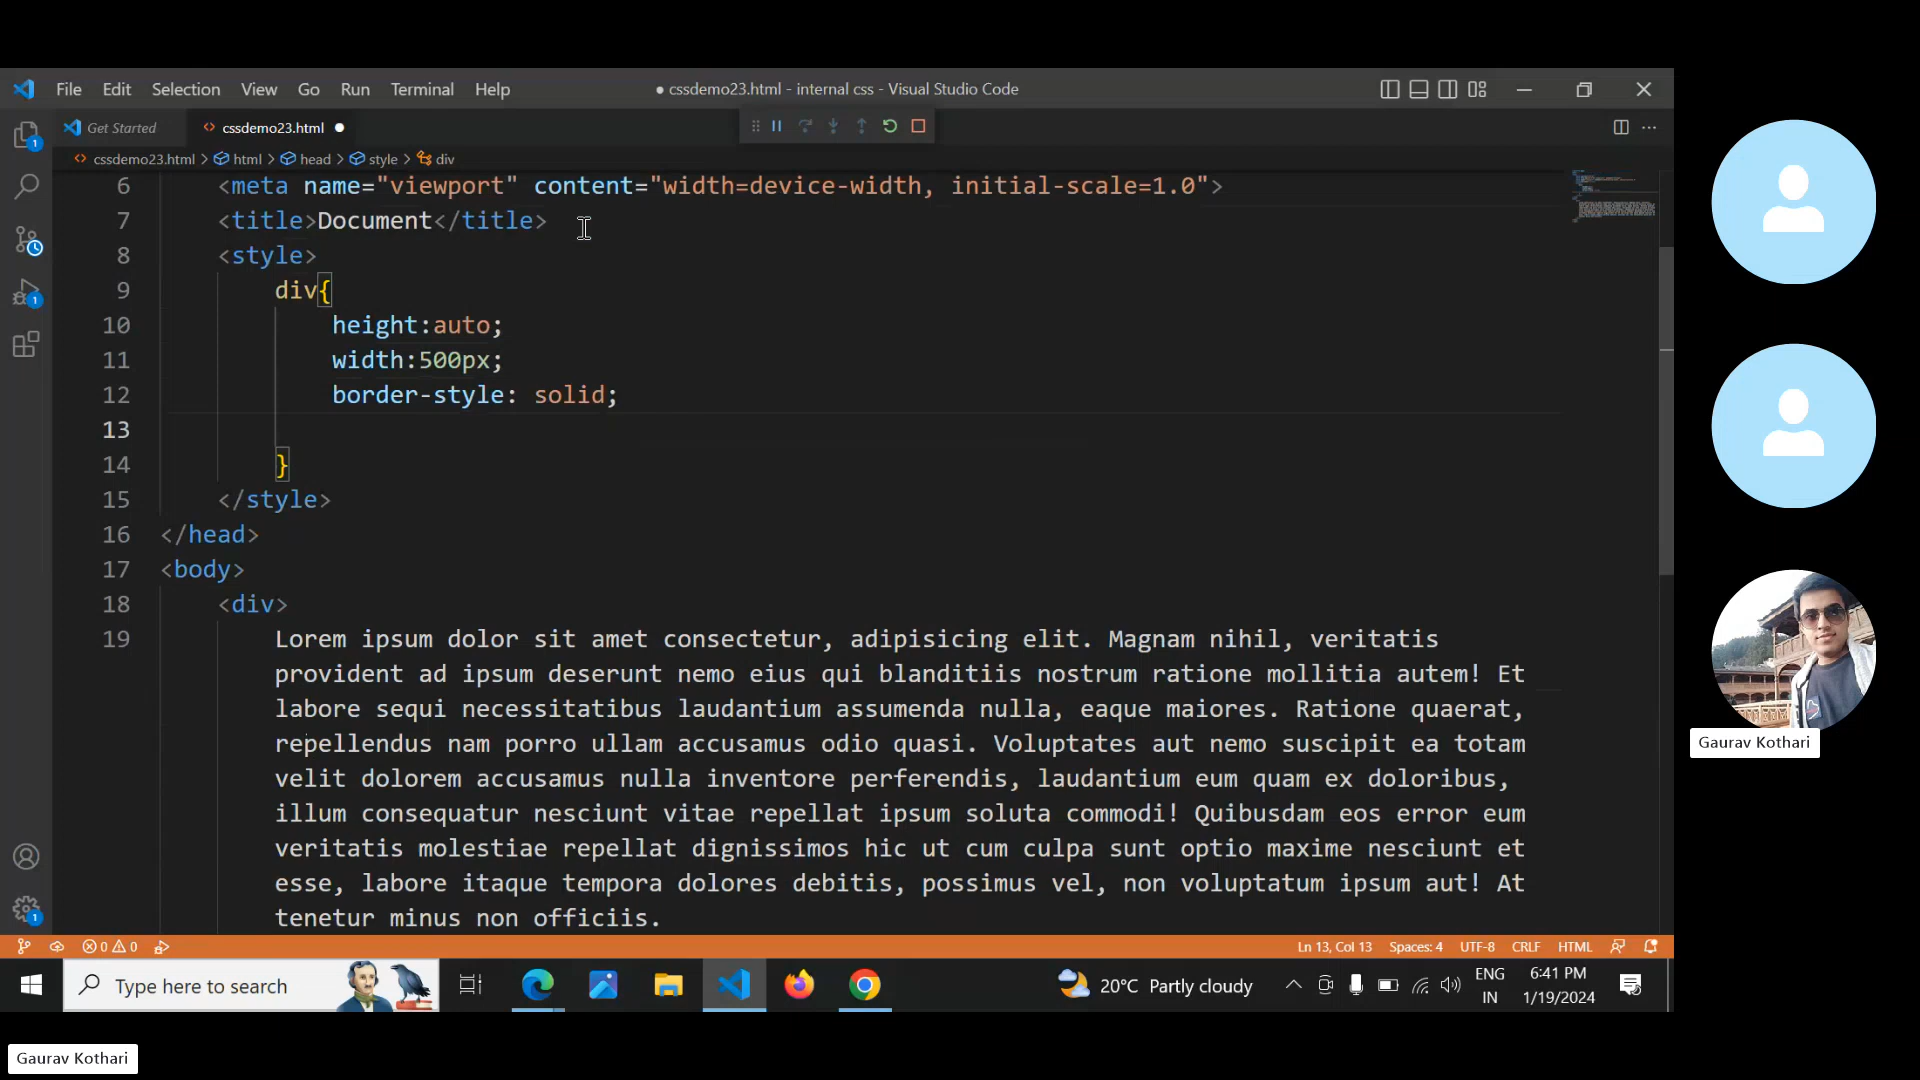 File Edit Selection View Go Run Terminal Help
● cssdemo23.html - internal css - Visual Studio Code
Get Started
cssdemo23.html
cssdemo23.html > html > head > style > div
6 <meta name="viewport" content="width=device-width, initial-scale=1.0">
7 <title>Document</title>
8 <style>
9 div{
10 height:auto;
11 width:500px;
12 border-style: solid;
13
14 }
15 </style>
16 </head>
17 <body>
18 <div>
19 Lorem ipsum dolor sit amet consectetur, adipisicing elit. Magnam nihil, veritatis
provident ad ipsum deserunt nemo eius qui blanditiis nostrum ratione mollitia autem! Et
labore sequi necessitatibus laudantium assumenda nulla, eaque maiores. Ratione quaerat,
repellendus nam porro ullam accusamus odio quasi. Voluptates aut nemo suscipit ea totam
velit dolorem accusamus nulla inventore perferendis, laudantium eum quam ex doloribus,
illum consequatur nesciunt vitae repellat ipsum soluta commodi! Quibusdam eos error eum
veritatis molestiae repellat dignissimos hic ut cum culpa sunt optio maxime nesciunt et
esse, labore itaque tempora dolores debitis, possimus vel, non voluptatum ipsum aut! At
tenetur minus non officiis.
1
1
1
0 0
Ln 13, Col 13 Spaces: 4 UTF-8 CRLF HTML
Type here to search
20°C Partly cloudy
ENG
IN
6:41 PM
1/19/2024
Gaurav Kothari
Gaurav Kothari